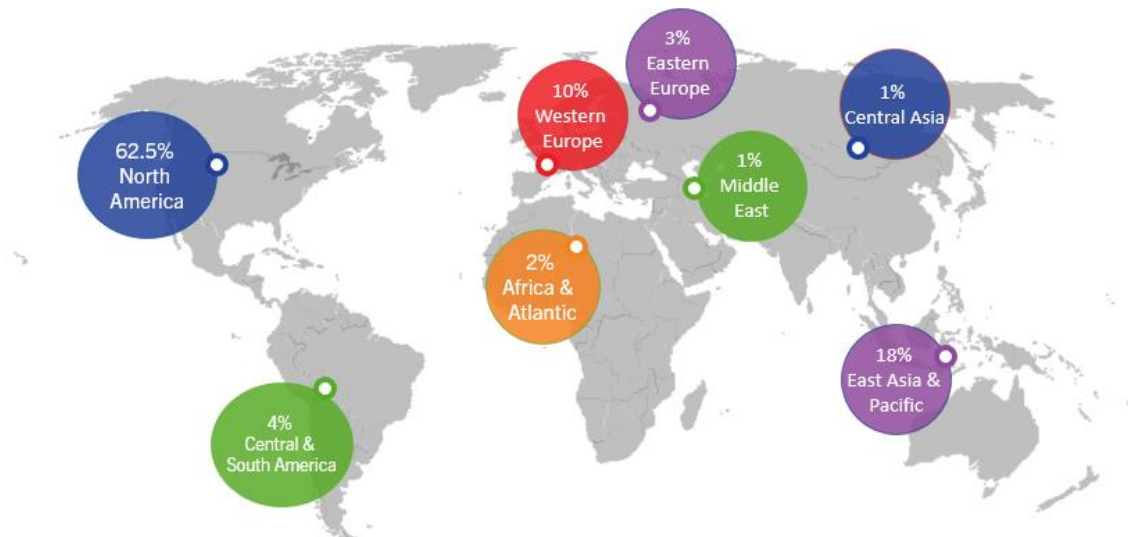 3%
Eastern
Europe
10%
Western
Europe
1%
Central Asia
62.5%
North
America
1%
Middle
East
2%
Africa &
Atlantic
18%
East Asia &
Pacific
4%
Central &
South America